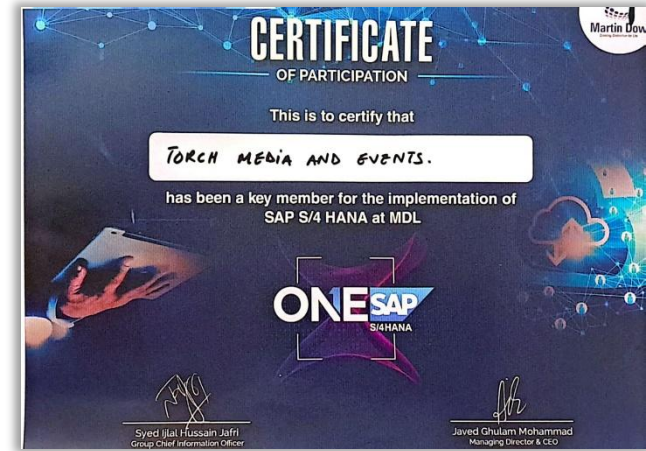 Martin Dow
CERTIFICATE
OF PARTICIPATION
This is to certify that
TORCH MEDIA AND EVENTS.
has been a key member for the implementation of
SAP S/4 HANA at MDL
ONE SAP
S/4HANA
Syed Ijlal Hussain Jafri
Group Chief Information Officer
Javed Ghulam Mohammad
Managing Director & CEO